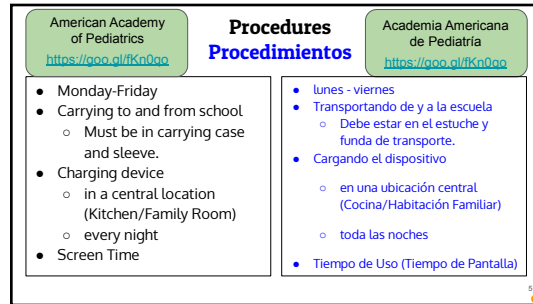 American Academy
of Pediatrics
https://goo.gl/fKn0qo
Procedures
Procedimientos
Academia Americana
de Pediatría
https://goo.gl/fKn0qo
● Monday-Friday
● Carrying to and from school
○ Must be in carrying case
and sleeve.
● Charging device
○ in a central location
(Kitchen/Family Room)
○ every night
● Screen Time
● lunes - viernes
● Transportando de y a la escuela
○ Debe estar en el estuche y
funda de transporte.
● Cargando el dispositivo
○ en una ubicación central
(Cocina/Habitación Familiar)
○ toda las noches
● Tiempo de Uso (Tiempo de Pantalla)
5